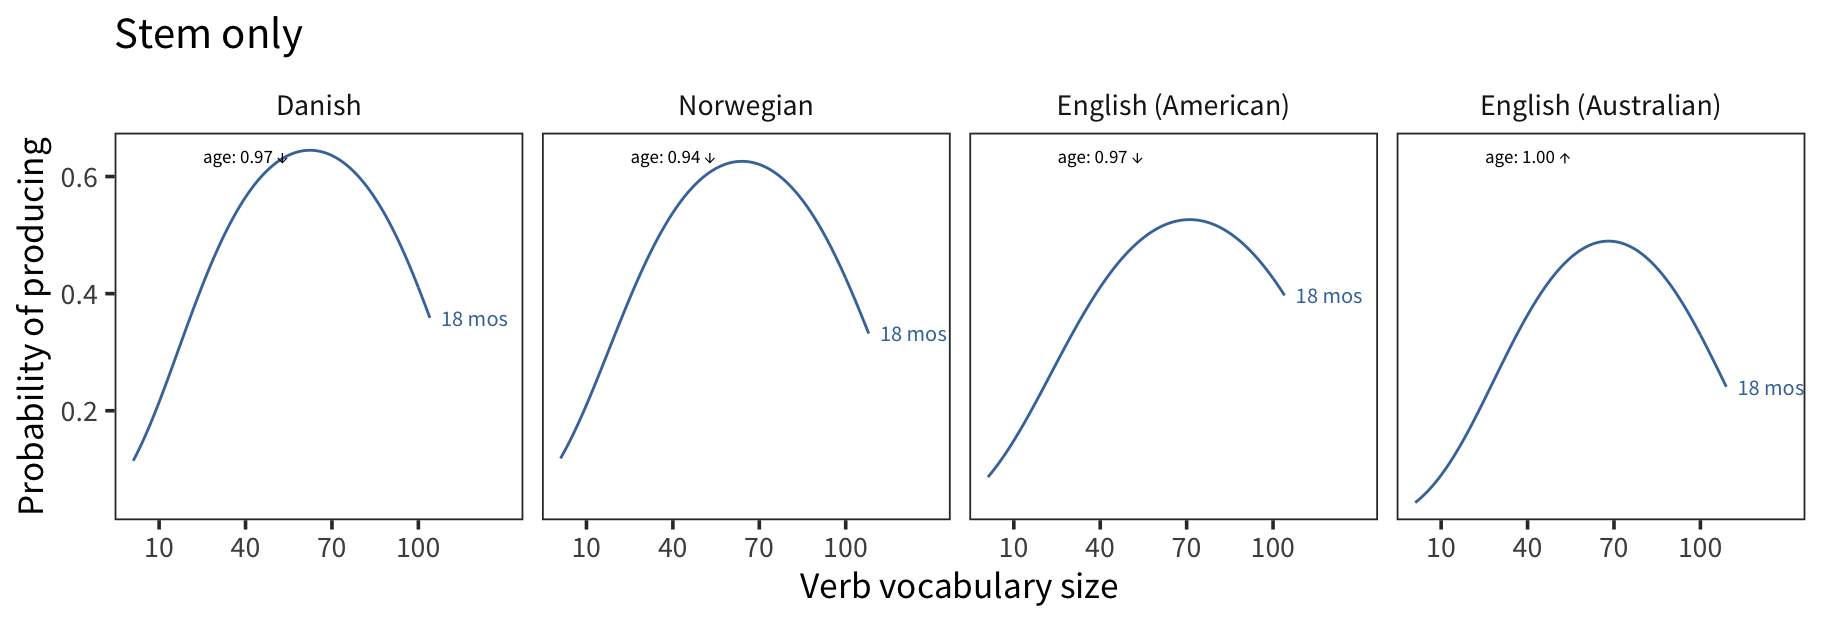 Stem only
Danish
Norwegian
English (American)
English (Australian)
Probability of producing
0.6
0.4
0.2
age: 0.97 ↓
18 mos
age: 0.94 ↓
18 mos
age: 0.97 ↓
18 mos
age: 1.00 ↑
18 mos
10 40 70 100
10 40 70 100
10 40 70 100
10 40 70 100
Verb vocabulary size